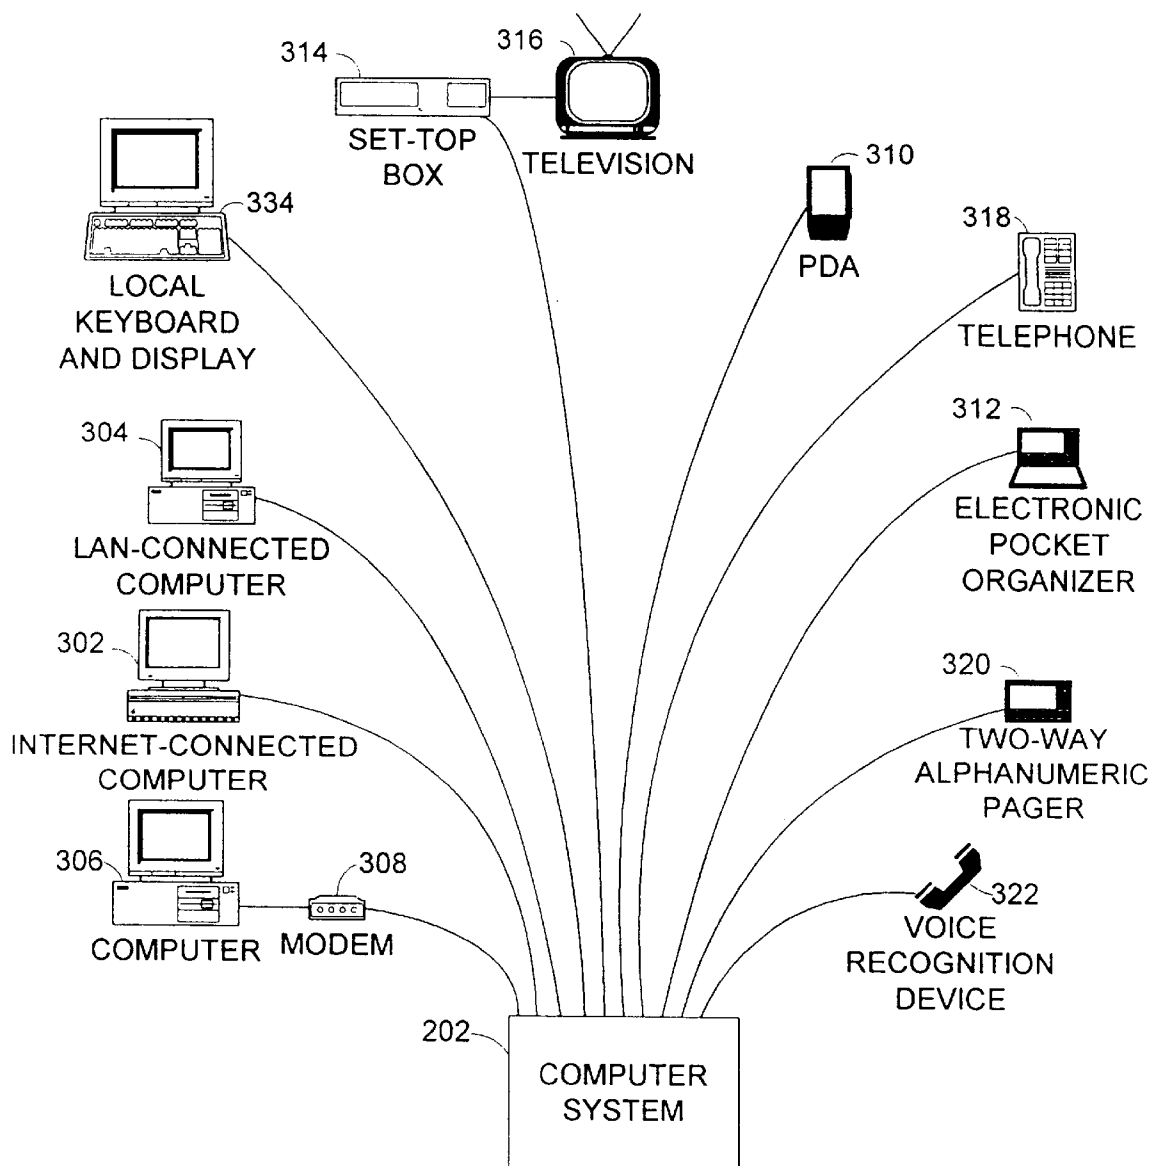 314
SET-TOP
BOX
316
TELEVISION
334
LOCAL
KEYBOARD
AND DISPLAY
310
PDA
318
TELEPHONE
304
LAN-CONNECTED
COMPUTER
312
ELECTRONIC
POCKET
ORGANIZER
302
INTERNET-CONNECTED
COMPUTER
320
TWO-WAY
ALPHANUMERIC
PAGER
306
COMPUTER
308
MODEM
322
VOICE
RECOGNITION
DEVICE
202
COMPUTER
SYSTEM